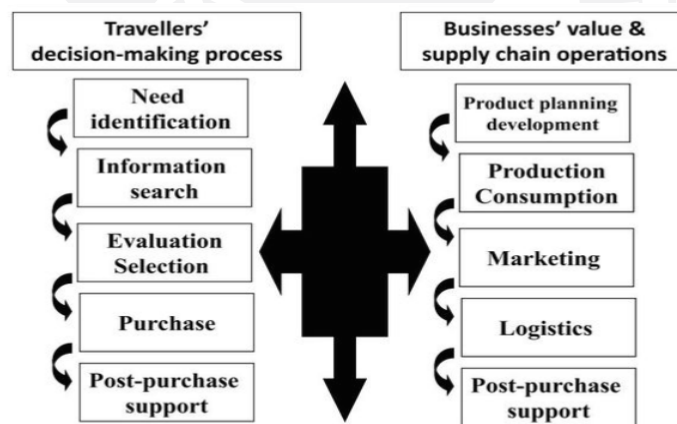 Travellers’
decision-making process
Need
identification
Information
search
Evaluation
Selection
Purchase
Post-purchase
support
Businesses’ value &
supply chain operations
Product planning
development
Production
Consumption
Marketing
Logistics
Post-purchase
support